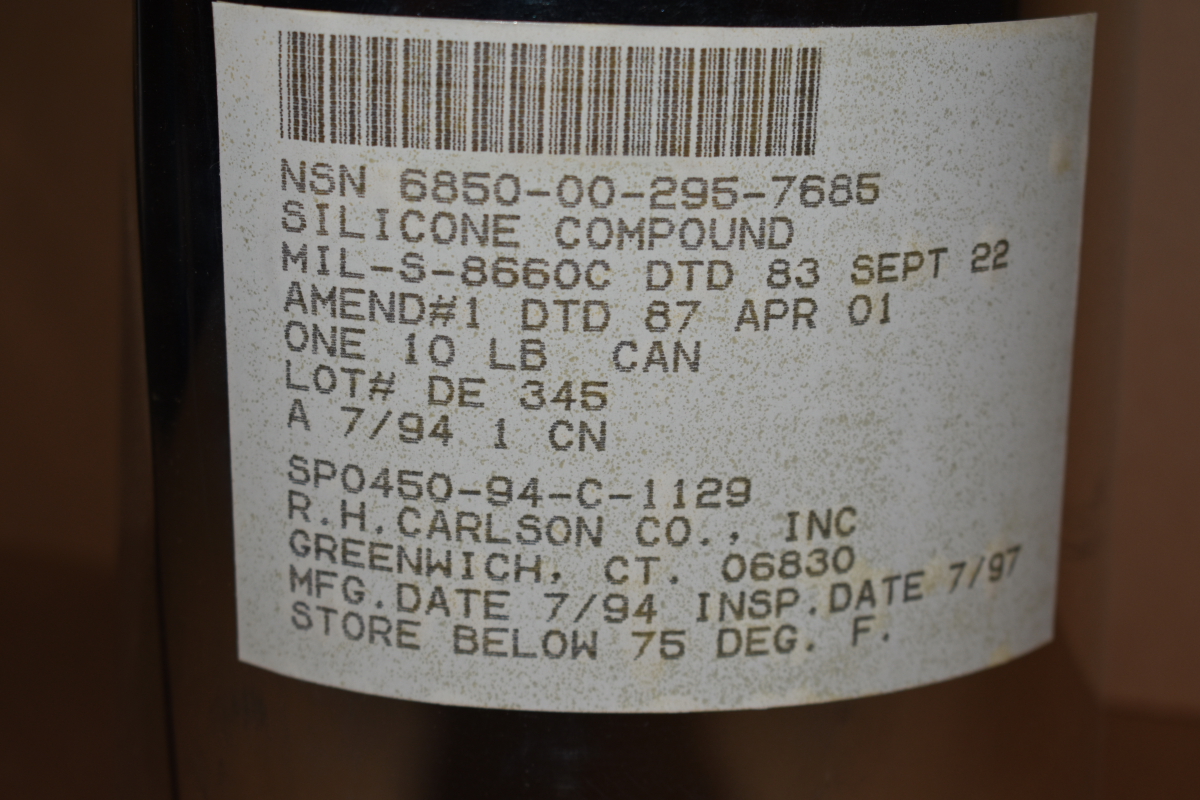 NSN 6850-00-295-7685
SILICONE COMPOUND
MIL-S-8660C DTD 83 SEPT 22
AMEND#1 DTD 87 APR 01
ONE 10 LB CAN
LOT# DE 345
A 7/94 1 CN
SP0450-94-C-1129
R.H.CARLSON CO., INC
GREENWICH, CT. 06830
MFG.DATE 7/94 INSP.DATE 7/97
STORE BELOW 75 DEG. F.